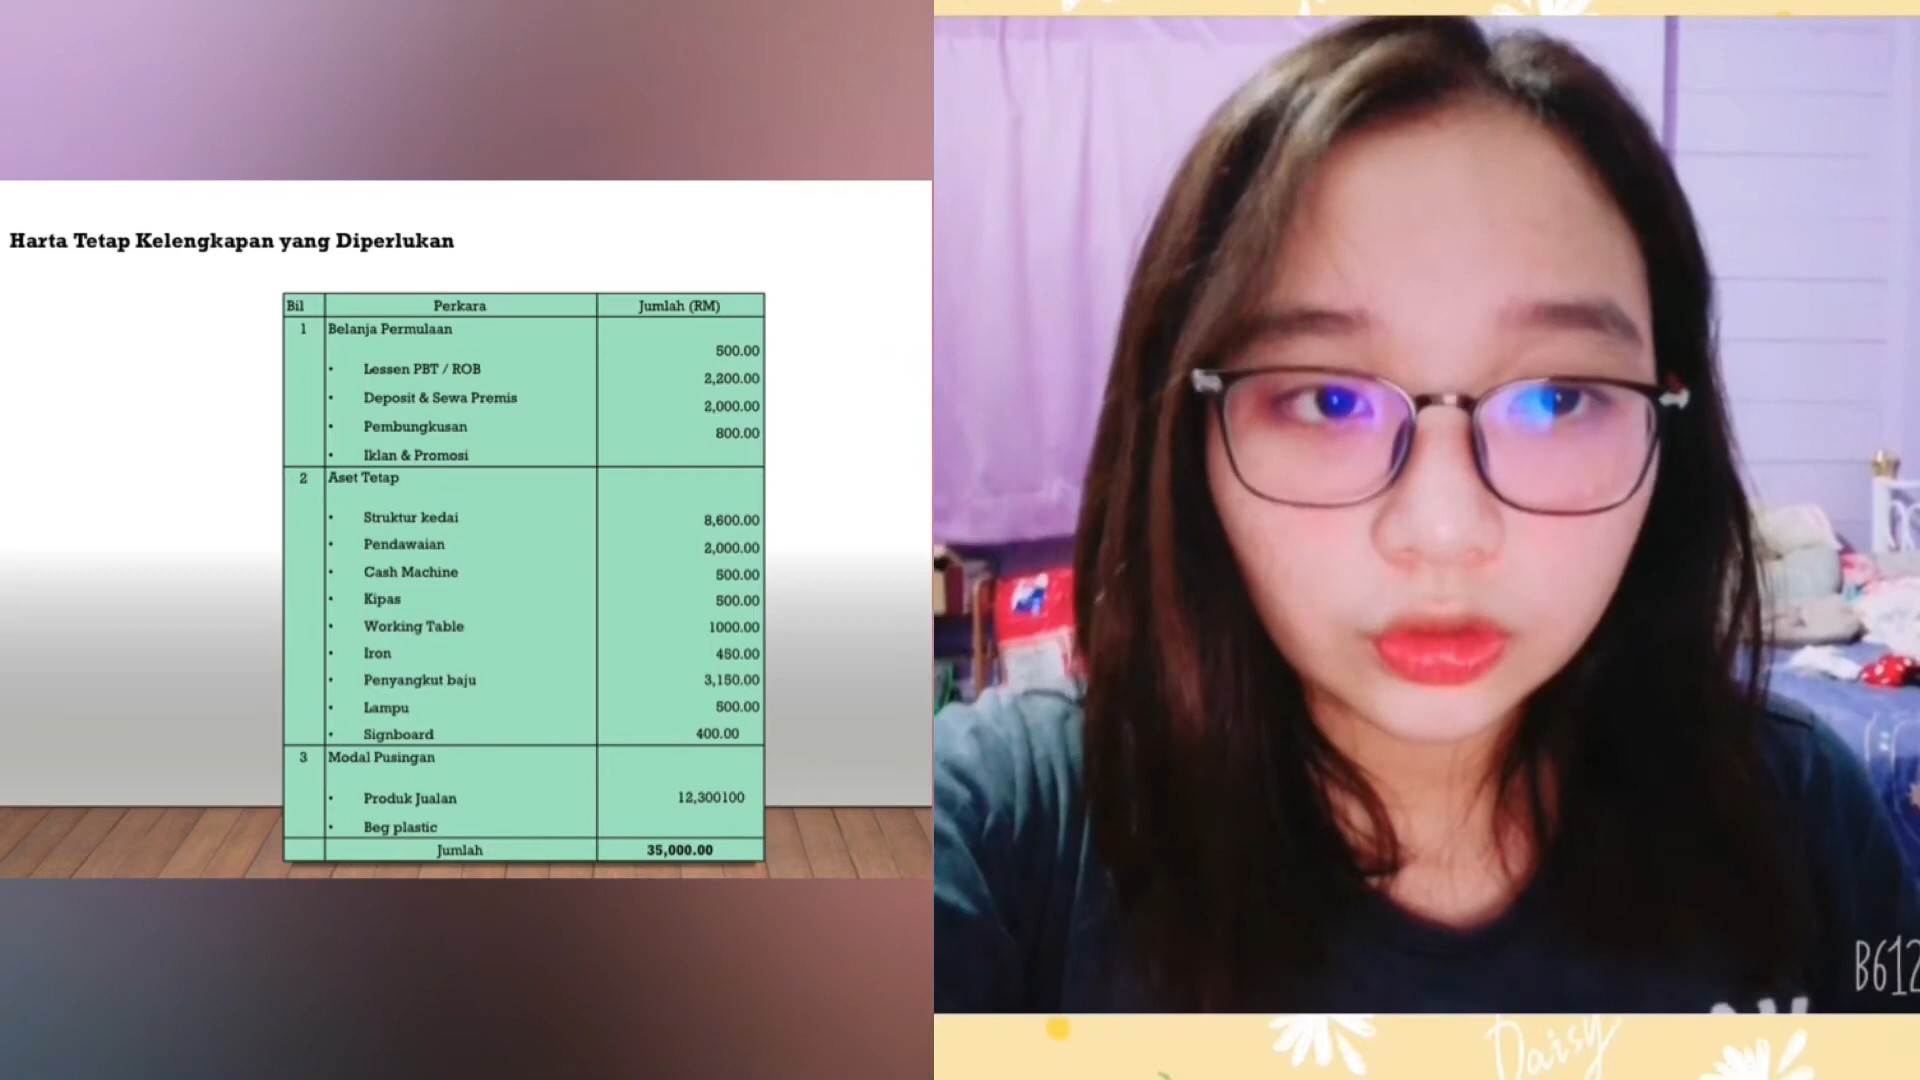 Harta Tetap Kelengkapan yang Diperlukan
Bil Perkara Jumlah (RM)
1 Belanja Permulaan
500.00
• Lessen PBT / ROB
2,200.00
• Deposit & Sewa Premis
2,000.00
• Pembungkusan
800.00
• Iklan & Promosi
2 Aset Tetap
• Struktur kedai 8,600.00
• Pendawaian 2,000.00
• Cash Machine 500.00
• Kipas 500.00
• Working Table 1000.00
• Iron 450.00
• Penyangkut baju 3,150.00
• Lampu 500.00
• Signboard 400.00
3 Modal Pusingan
• Produk Jualan 12,300100
• Beg plastic
Jumlah 35,000.00
B612
Daisy